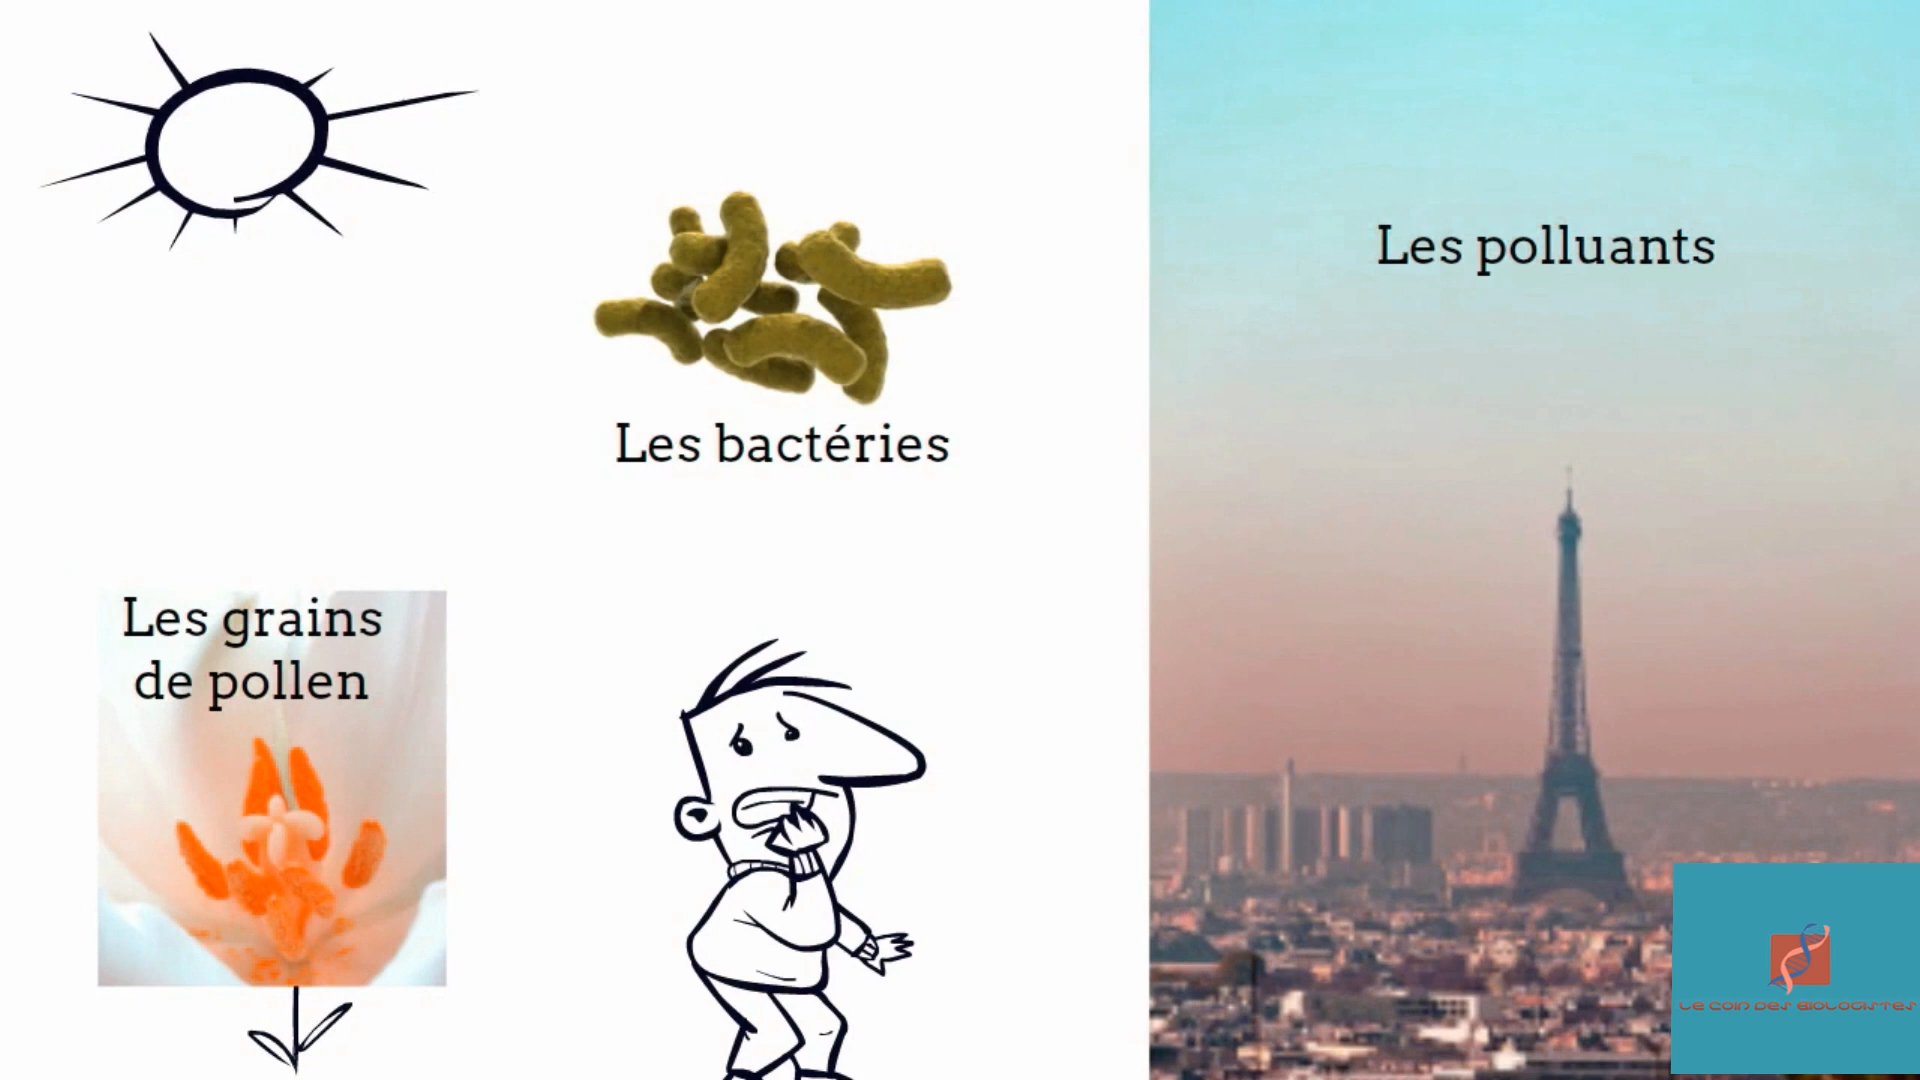 Les polluants
Les bactéries
Les grains
de pollen
LE COIN DES BIOLOGISTES